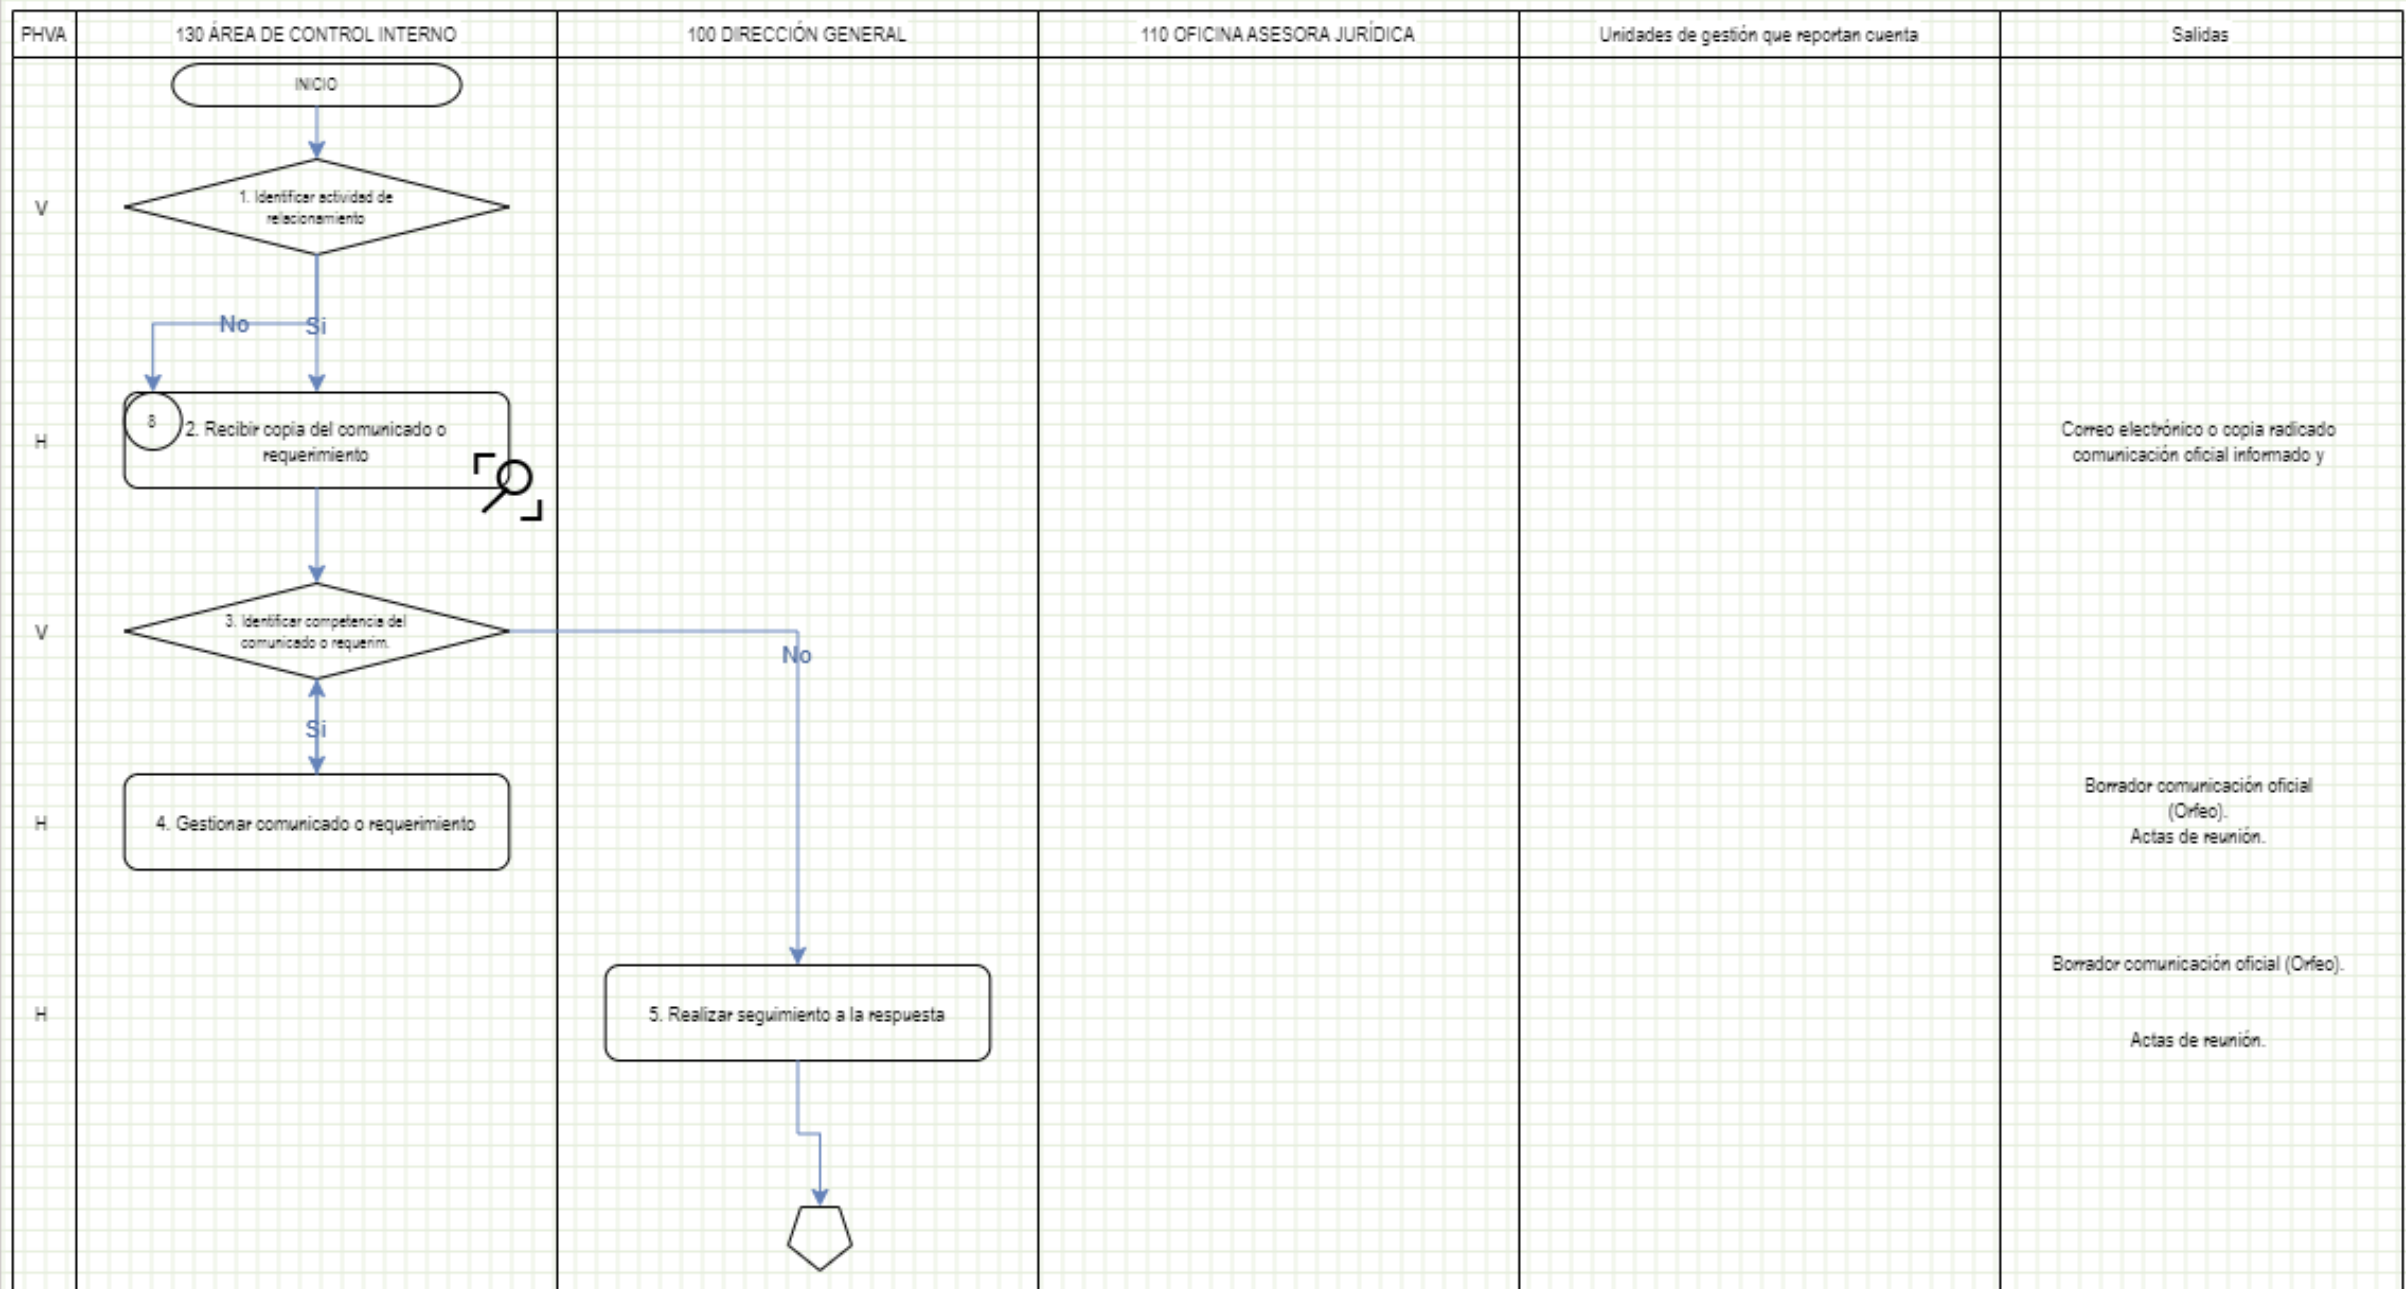 PHVA
130 ÁREA DE CONTROL INTERNO
100 DIRECCIÓN GENERAL
110 OFICINA ASESORA JURÍDICA
Unidades de gestión que reportan cuenta
Salidas
INICIO
V
1. Identificar actividad de
relacionamiento
No
Si
H
8
2. Recibir copia del comunicado o
requerimiento
Correo electrónico o copia radicado
comunicación oficial informado y
V
3. Identificar competencia del
comunicado o requerim.
No
Si
H
4. Gestionar comunicado o requerimiento
Borrador comunicación oficial
(Orfeo).
Actas de reunión.
H
5. Realizar seguimiento a la respuesta
Borrador comunicación oficial (Orfeo).
Actas de reunión.